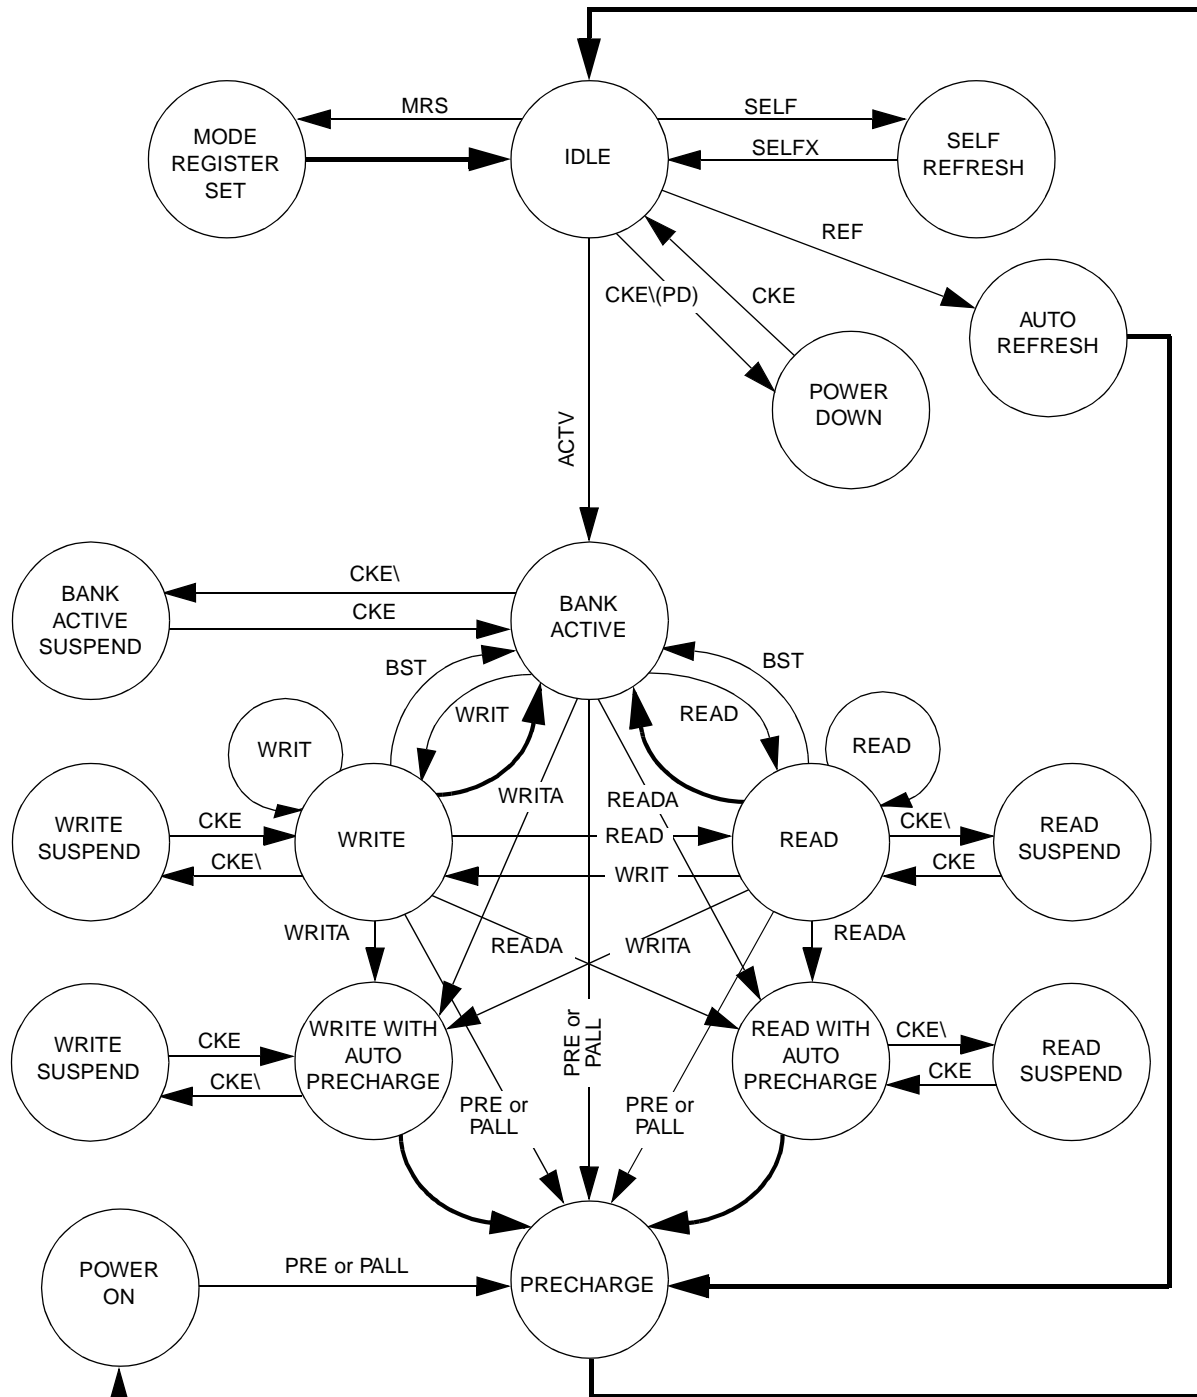 MRS
SELF
MODE
REGISTER
SET
IDLE
SELFX
SELF
REFRESH
REF
CKE\(PD)
CKE
AUTO
REFRESH
POWER
DOWN
ACTV
CKE\
BANK
ACTIVE
SUSPEND
CKE
BANK
ACTIVE
BST
BST
WRIT
READ
WRIT
READ
WRITA
READA
WRITE
SUSPEND
CKE
CKE\
WRITE
READ
WRIT
READ
CKE\
CKE
READ
SUSPEND
WRITA
READA
WRITA
READA
WRITE
SUSPEND
CKE
CKE\
WRITE WITH
AUTO
PRECHARGE
PRE or
PALL
READ WITH
AUTO
PRECHARGE
CKE\
CKE
READ
SUSPEND
PRE or
PALL
PRE or
PALL
POWER
ON
PRE or PALL
PRECHARGE